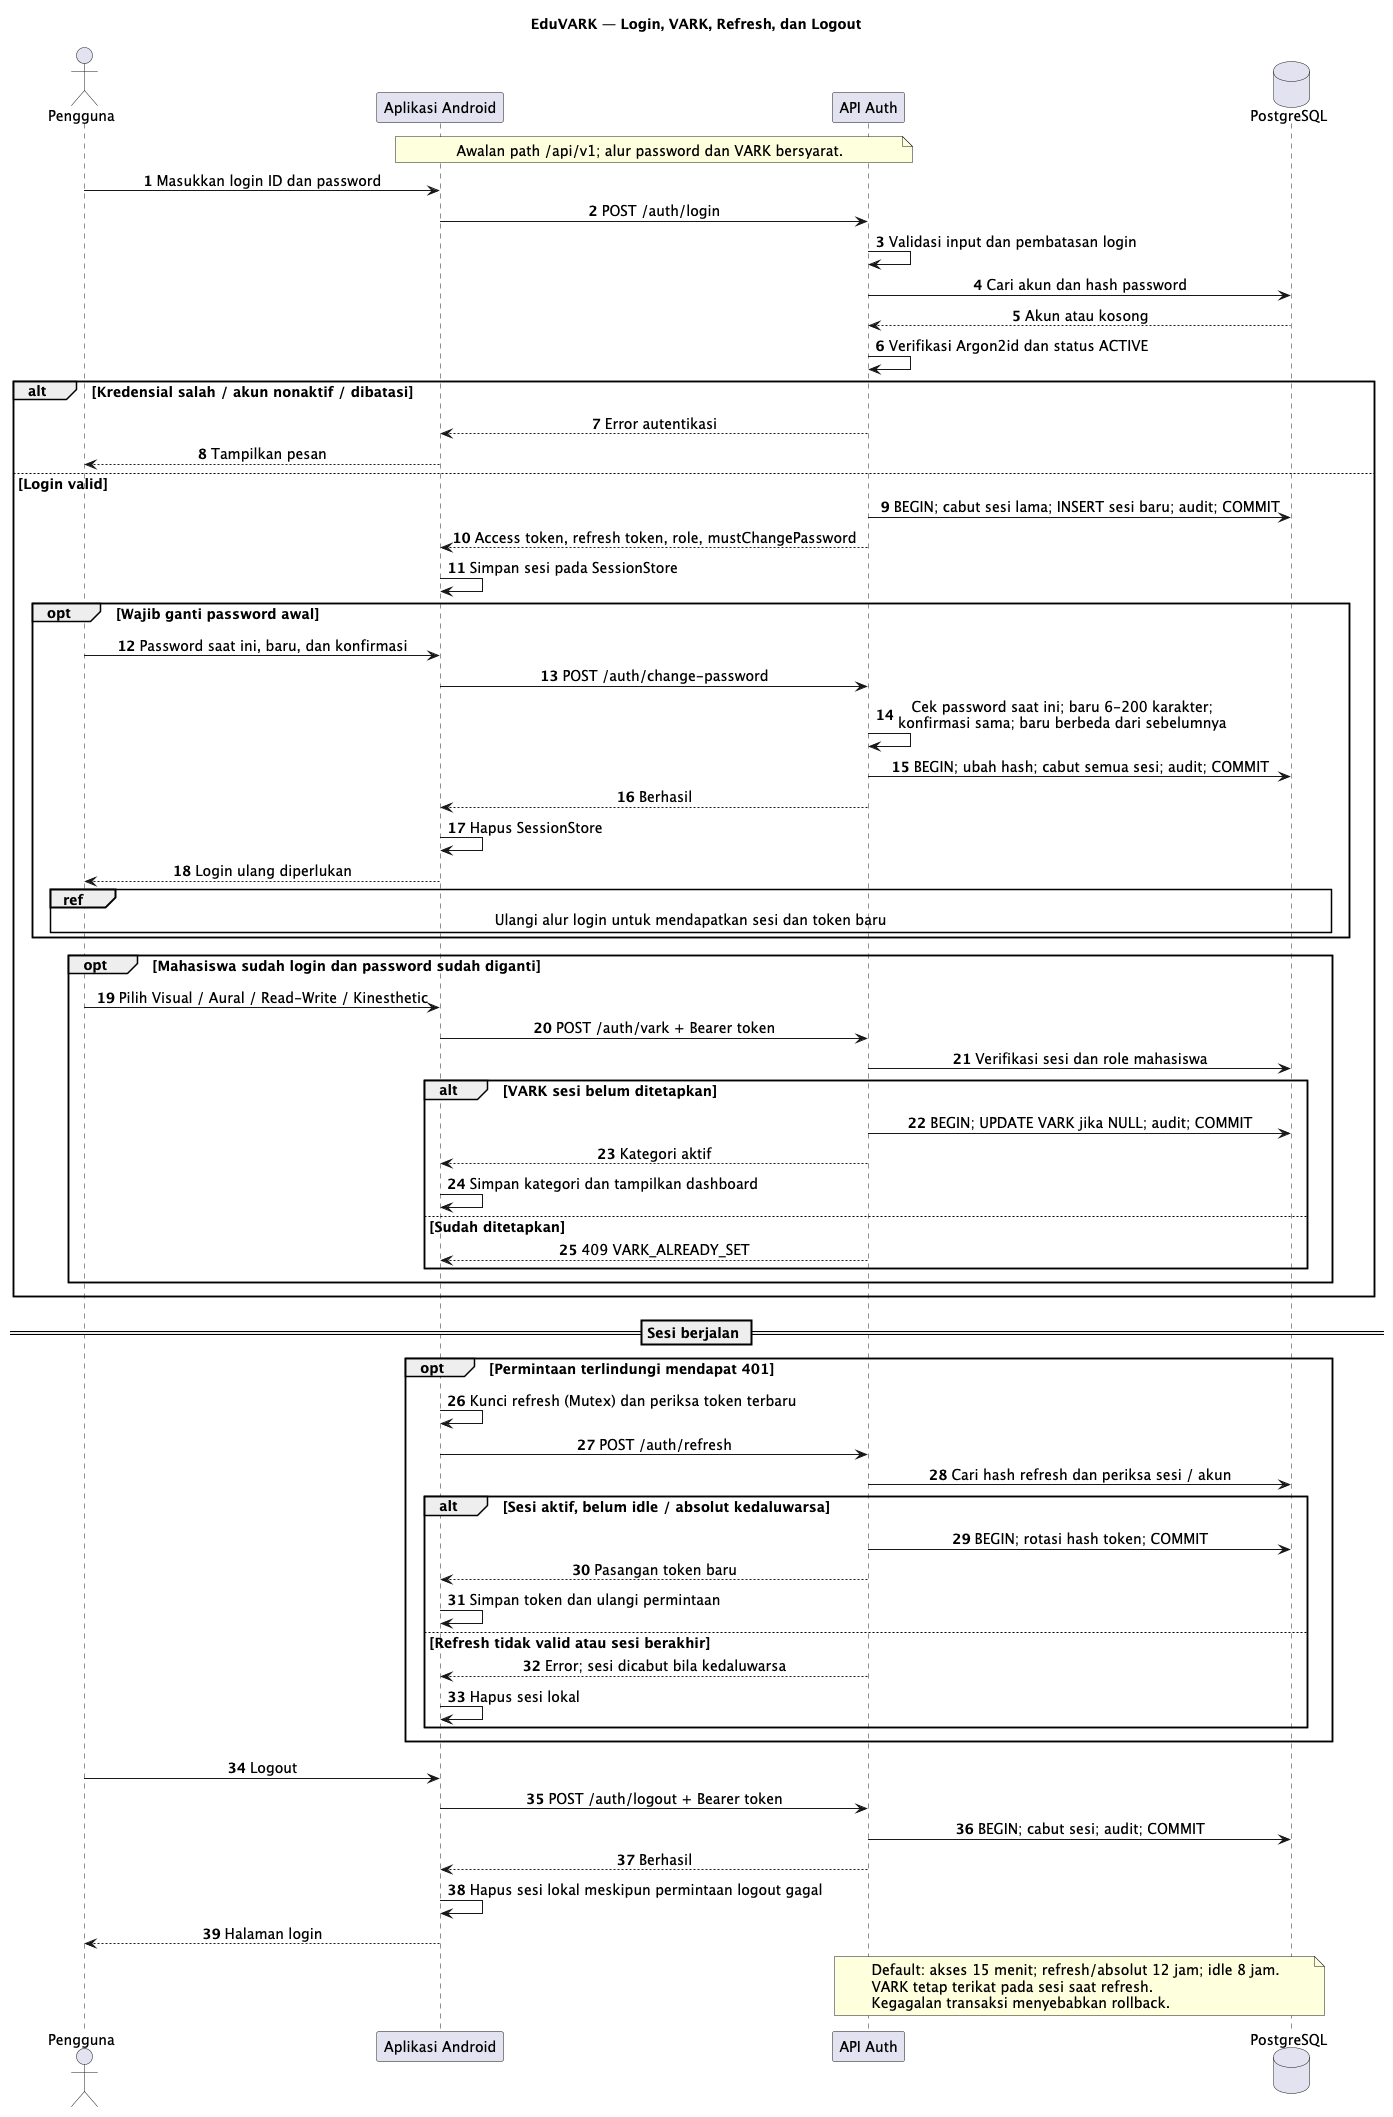 EduVARK — Login, VARK, Refresh, dan Logout
Pengguna
Aplikasi Android
API Auth
PostgreSQL
Awalan path /api/v1; alur password dan VARK bersyarat.
1 Masukkan login ID dan password
2 POST /auth/login
3 Validasi input dan pembatasan login
4 Cari akun dan hash password
5 Akun atau kosong
6 Verifikasi Argon2id dan status ACTIVE
alt [Kredensial salah / akun nonaktif / dibatasi]
7 Error autentikasi
8 Tampilkan pesan
[Login valid]
9 BEGIN; cabut sesi lama; INSERT sesi baru; audit; COMMIT
10 Access token, refresh token, role, mustChangePassword
11 Simpan sesi pada SessionStore
opt [Wajib ganti password awal]
12 Password saat ini, baru, dan konfirmasi
13 POST /auth/change-password
14 Cek password saat ini; baru 6-200 karakter;
konfirmasi sama; baru berbeda dari sebelumnya
15 BEGIN; ubah hash; cabut semua sesi; audit; COMMIT
16 Berhasil
17 Hapus SessionStore
18 Login ulang diperlukan
ref
Ulangi alur login untuk mendapatkan sesi dan token baru
opt [Mahasiswa sudah login dan password sudah diganti]
19 Pilih Visual / Aural / Read-Write / Kinesthetic
20 POST /auth/vark + Bearer token
21 Verifikasi sesi dan role mahasiswa
alt [VARK sesi belum ditetapkan]
22 BEGIN; UPDATE VARK jika NULL; audit; COMMIT
23 Kategori aktif
24 Simpan kategori dan tampilkan dashboard
[Sudah ditetapkan]
25 409 VARK_ALREADY_SET
Sesi berjalan
opt [Permintaan terlindungi mendapat 401]
26 Kunci refresh (Mutex) dan periksa token terbaru
27 POST /auth/refresh
28 Cari hash refresh dan periksa sesi / akun
alt [Sesi aktif, belum idle / absolut kedaluwarsa]
29 BEGIN; rotasi hash token; COMMIT
30 Pasangan token baru
31 Simpan token dan ulangi permintaan
[Refresh tidak valid atau sesi berakhir]
32 Error; sesi dicabut bila kedaluwarsa
33 Hapus sesi lokal
34 Logout
35 POST /auth/logout + Bearer token
36 BEGIN; cabut sesi; audit; COMMIT
37 Berhasil
38 Hapus sesi lokal meskipun permintaan logout gagal
39 Halaman login
Default: akses 15 menit; refresh/absolut 12 jam; idle 8 jam.
VARK tetap terikat pada sesi saat refresh.
Kegagalan transaksi menyebabkan rollback.
Pengguna
Aplikasi Android
API Auth
PostgreSQL